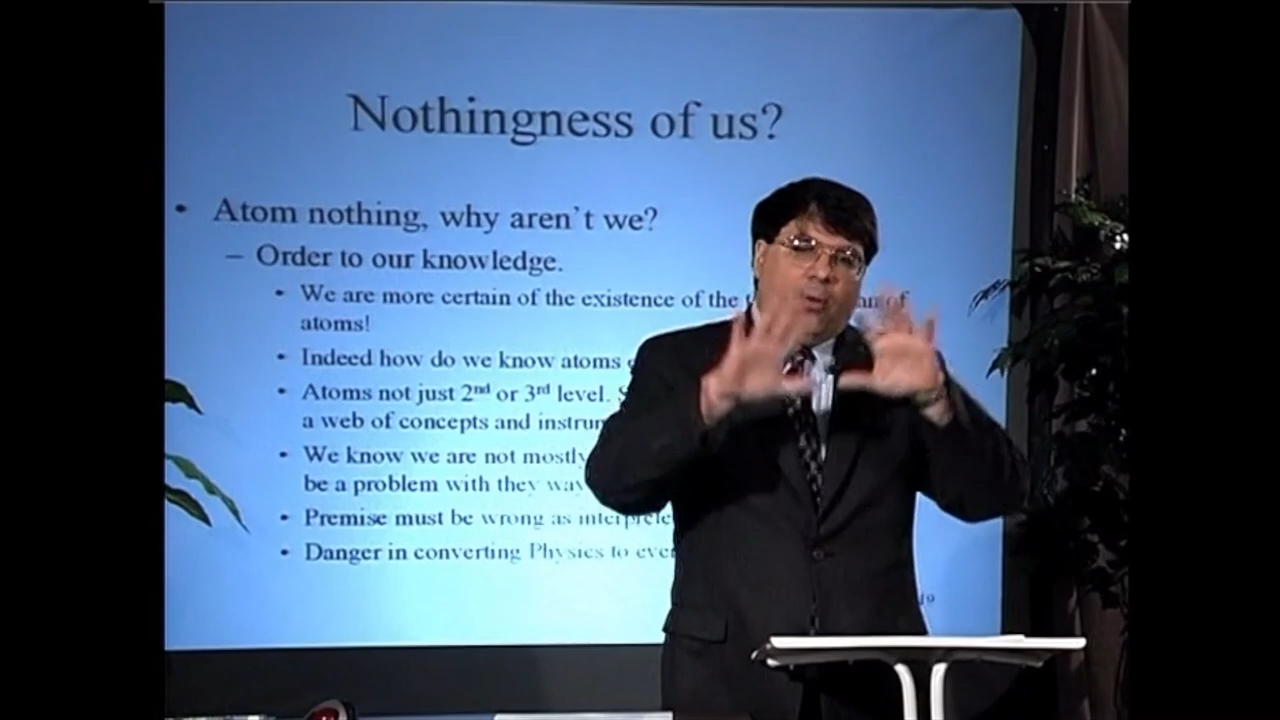 Nothingness of us?
• Atom nothing, why aren't we?
– Order to our knowledge.
• We are more certain of the existence of the of
atoms!
• Indeed how do we know atoms
• Atoms not just 2nd or 3rd level.
a web of concepts and
• We know we are not mostly
be a problem with they way
• Premise must be wrong as
• Danger in converting Physics to
19